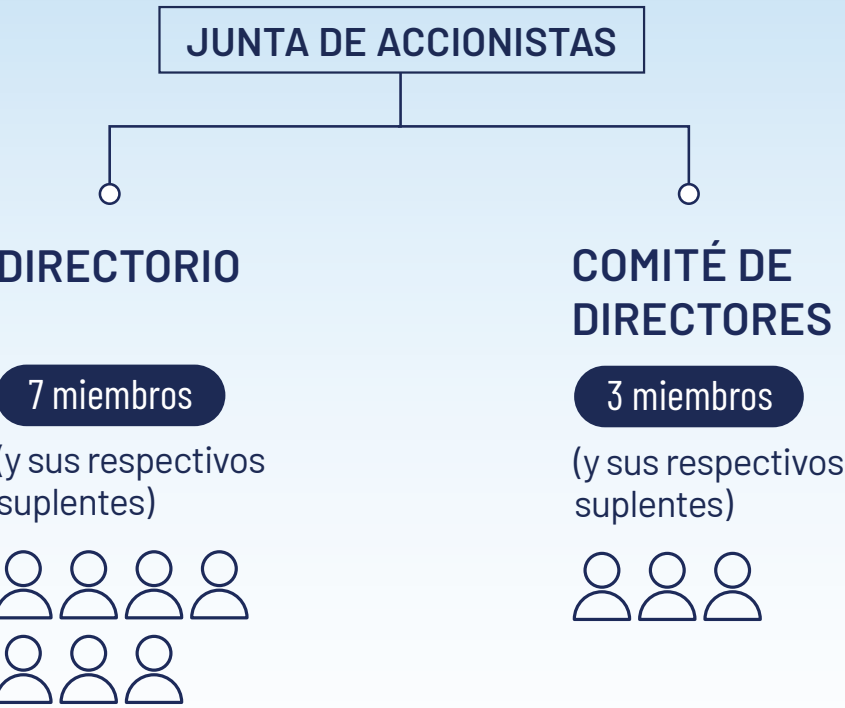 JUNTA DE ACCIONISTAS
DIRECTORIO
7 miembros
(y sus respectivos
suplentes)
COMITÉ DE
DIRECTORES
3 miembros
(y sus respectivos
suplentes)